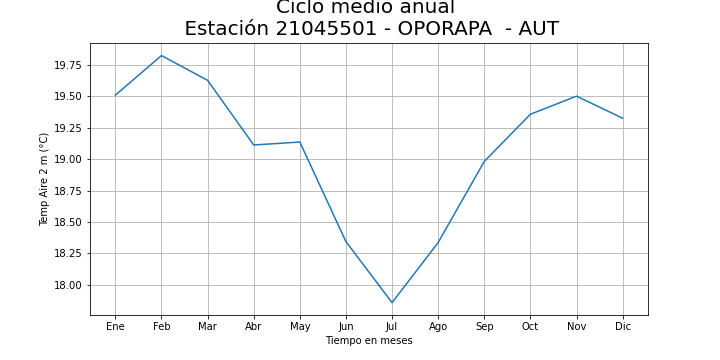 Ciclo medio anual
Estación 21045501 - OPORAPA  - AUT
Temp Aire 2 m (°C)
19.75
19.50
19.25
19.00
18.75
18.50
18.25
18.00
Ene Feb Mar Abr May Jun Jul Ago Sep Oct Nov Dic
Tiempo en meses